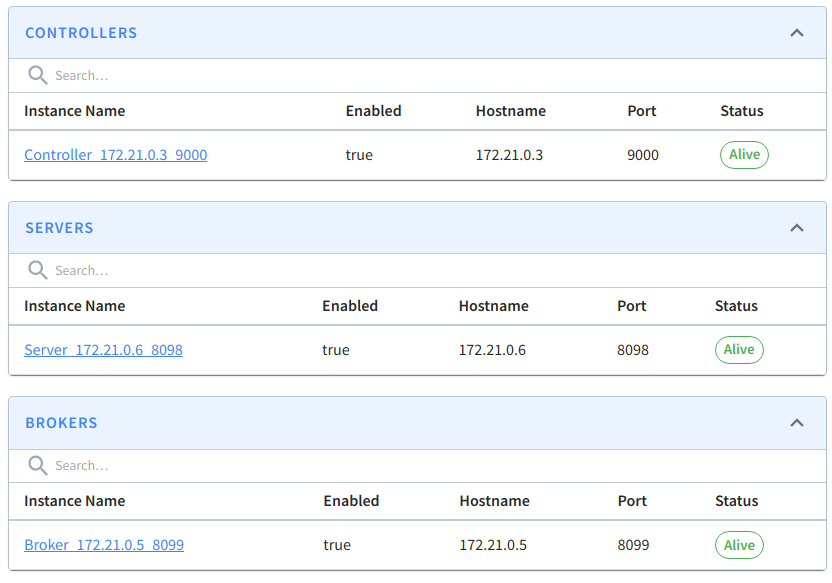 CONTROLLERS
Search…
Instance Name Enabled Hostname Port Status
Controller_172.21.0.3_9000 true 172.21.0.3 9000 Alive
SERVERS
Search…
Instance Name Enabled Hostname Port Status
Server_172.21.0.6_8098 true 172.21.0.6 8098 Alive
BROKERS
Search…
Instance Name Enabled Hostname Port Status
Broker_172.21.0.5_8099 true 172.21.0.5 8099 Alive